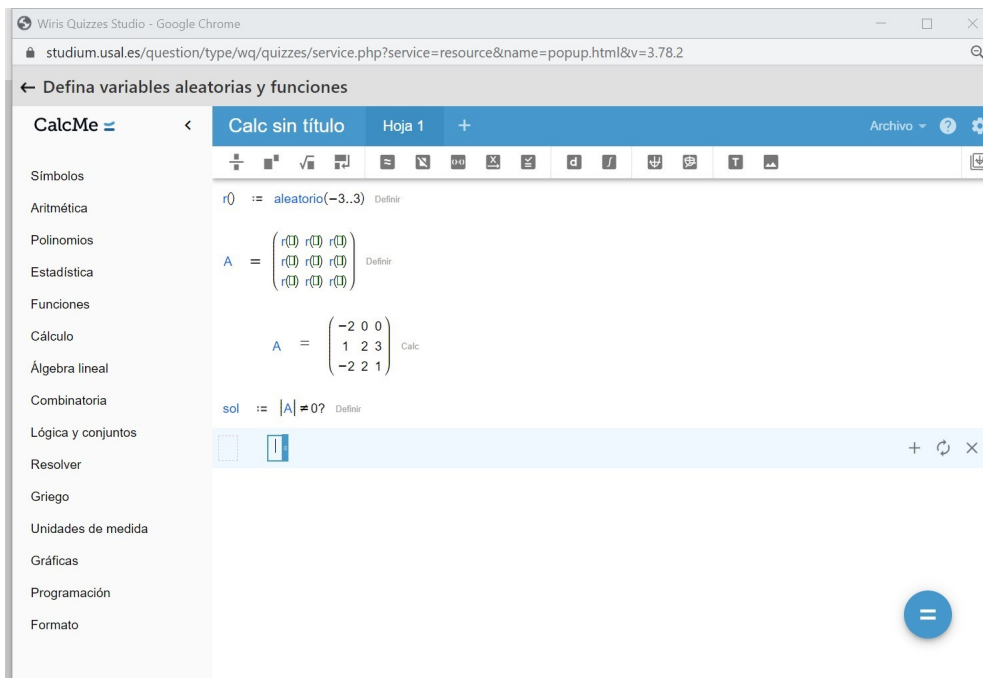 Wiris Quizzes Studio - Google Chrome
studium.usal.es/question/type/wq/quizzes/service.php?service=resource&name=popup.html&v=3.78.2
← Defina variables aleatorias y funciones
CalcMe
Calc sin título Hoja 1 + Archivo
Símbolos
Aritmética
Polinomios
Estadística
Funciones
Cálculo
Álgebra lineal
Combinatoria
Lógica y conjuntos
Resolver
Griego
Unidades de medida
Gráficas
Programación
Formato
r() := aleatorio(−3..3) Definir
A = Definir
r() r() r()
r() r() r()
r() r() r()
A = Calc
−2 0 0
1 2 3
−2 2 1
sol := |A|≠0? Definir
=